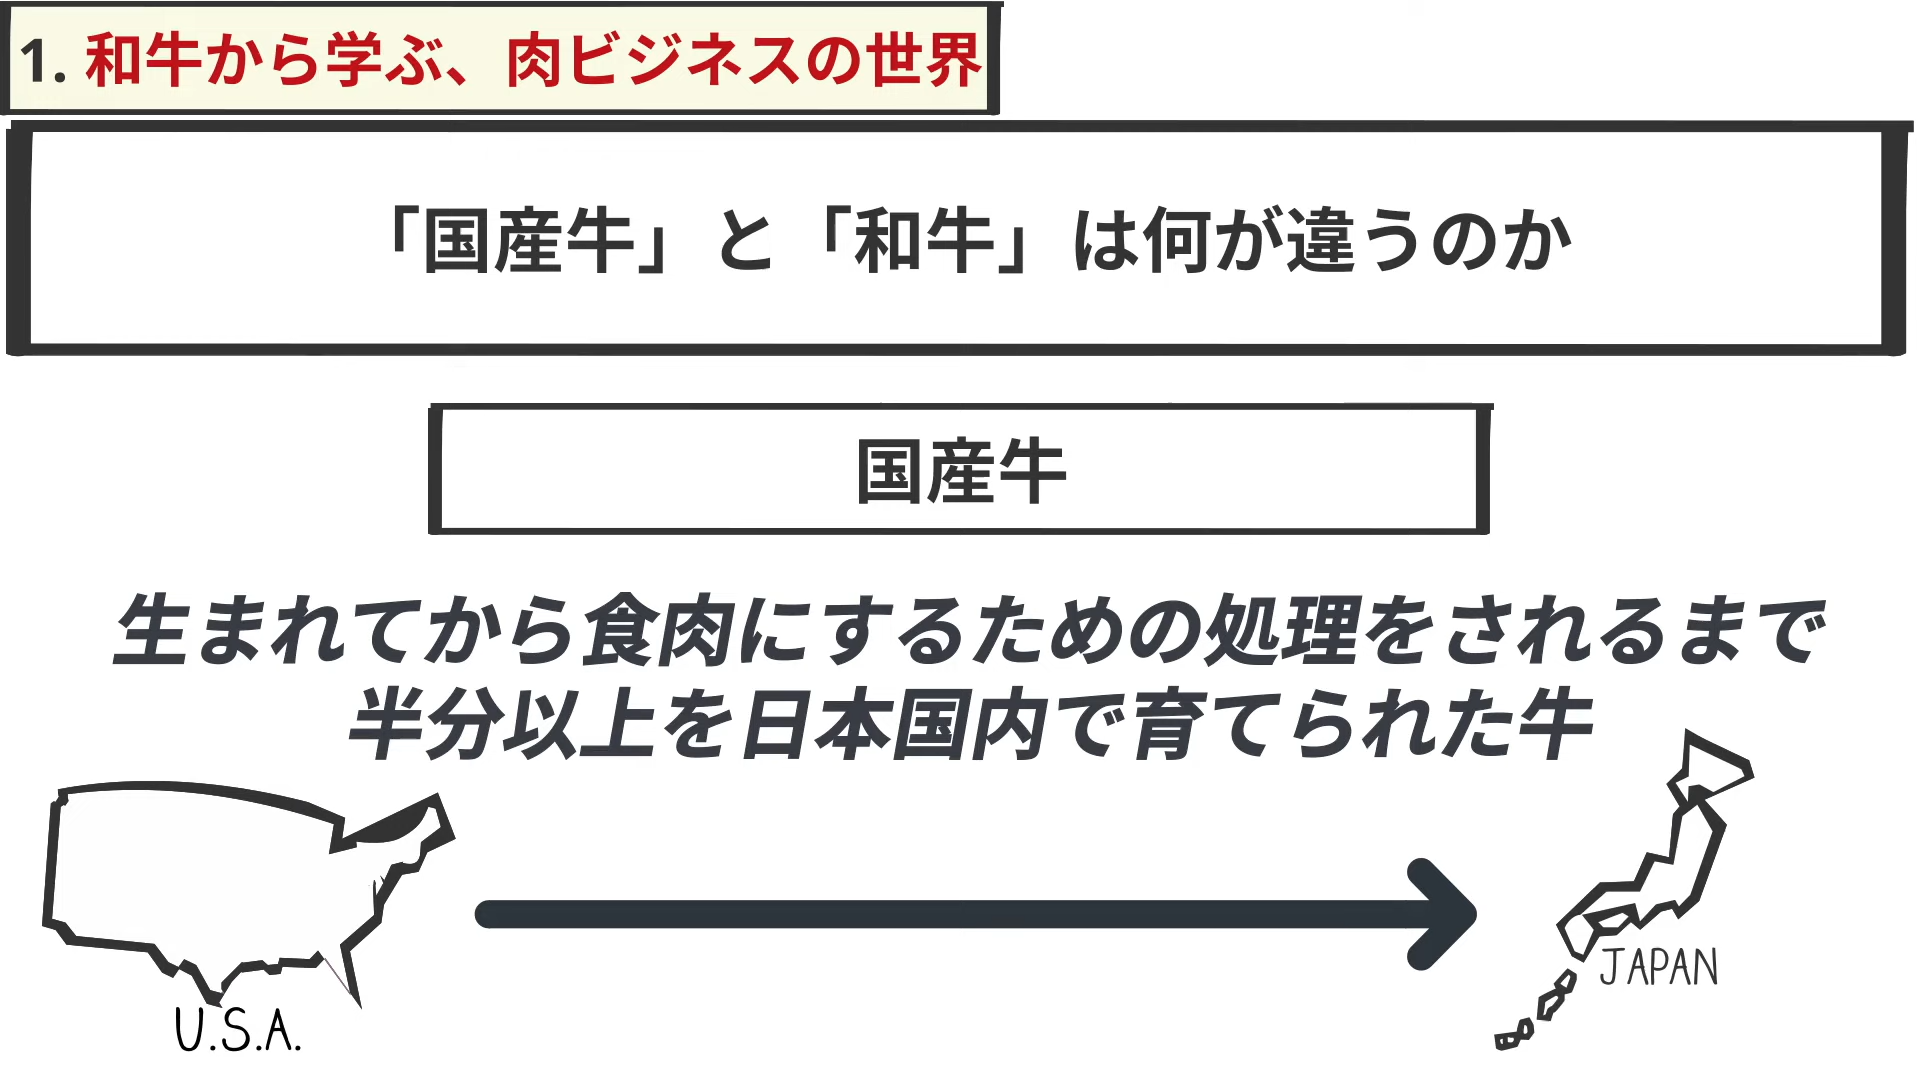 1. 和牛から学ぶ、肉ビジネスの世界
「国産牛」と「和牛」は何が違うのか
国産牛
生まれてから食肉にするための処理をされるまで
半分以上を日本国内で育てられた牛
JAPAN
U.S.A.